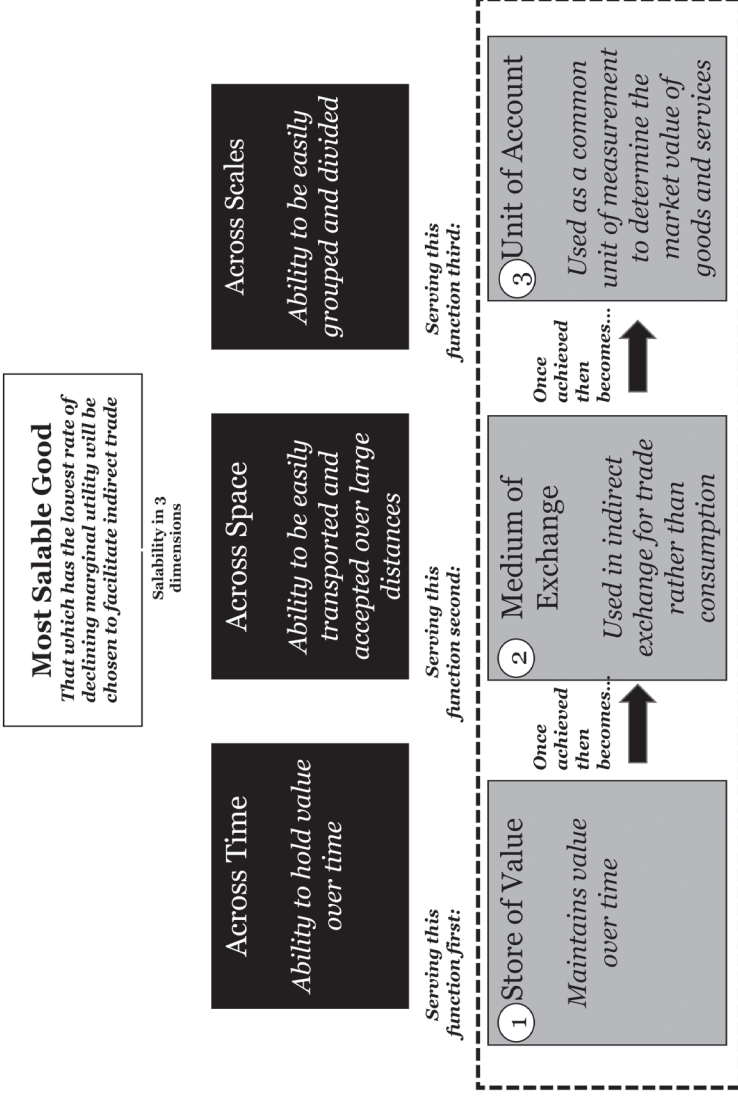 Most Salable Good
That which has the lowest rate of
declining marginal utility will be
chosen to facilitate indirect trade
Salability in 3
dimensions
Across Time
Ability to hold value
over time
Across Space
Ability to be easily
transported and
accepted over large
distances
Across Scales
Ability to be easily
grouped and divided
Serving this
function first:
Serving this
function second:
Serving this
function third:
1 Store of Value
Maintains value
over time
Once
achieved
then
becomes...
2 Medium of
Exchange
Used in indirect
exchange for trade
rather than
consumption
Once
achieved
then
becomes...
3 Unit of Account
Used as a common
unit of measurement
to determine the
market value of
goods and services